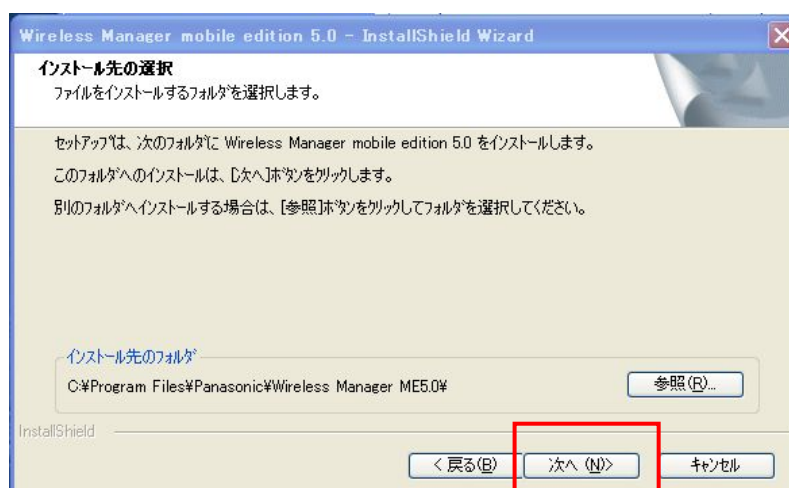 Wireless Manager mobile edition 5.0 - InstallShield Wizard
インストール先の選択
ファイルをインストールするフォルダを選択します。
セットアップは、次のフォルダに Wireless Manager mobile edition 5.0 をインストールします。
このフォルダへのインストールは、[次へ]ボタンをクリックします。
別のフォルダへインストールする場合は、[参照]ボタンをクリックしてフォルダを選択してください。
インストール先のフォルダ
C:¥Program Files¥Panasonic¥Wireless Manager ME5.0¥
参照(R)...
InstallShield
< 戻る(B)
次へ (N)>
キャンセル